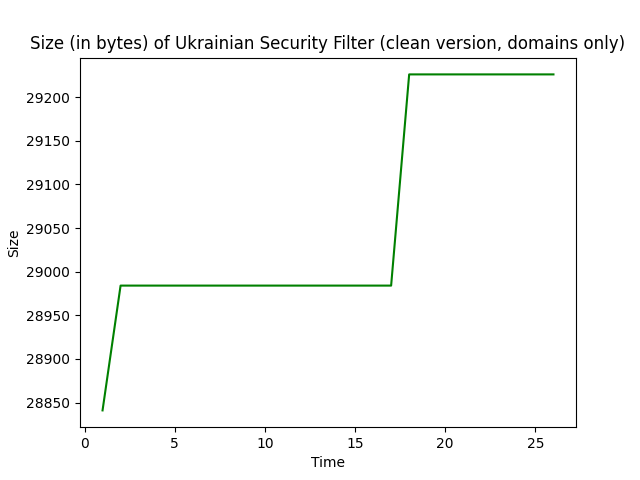 Size (in bytes) of Ukrainian Security Filter (clean version, domains only)
29200
29150
29100
29050
29000
28950
28900
28850
Size
0 5 10 15 20 25
Time